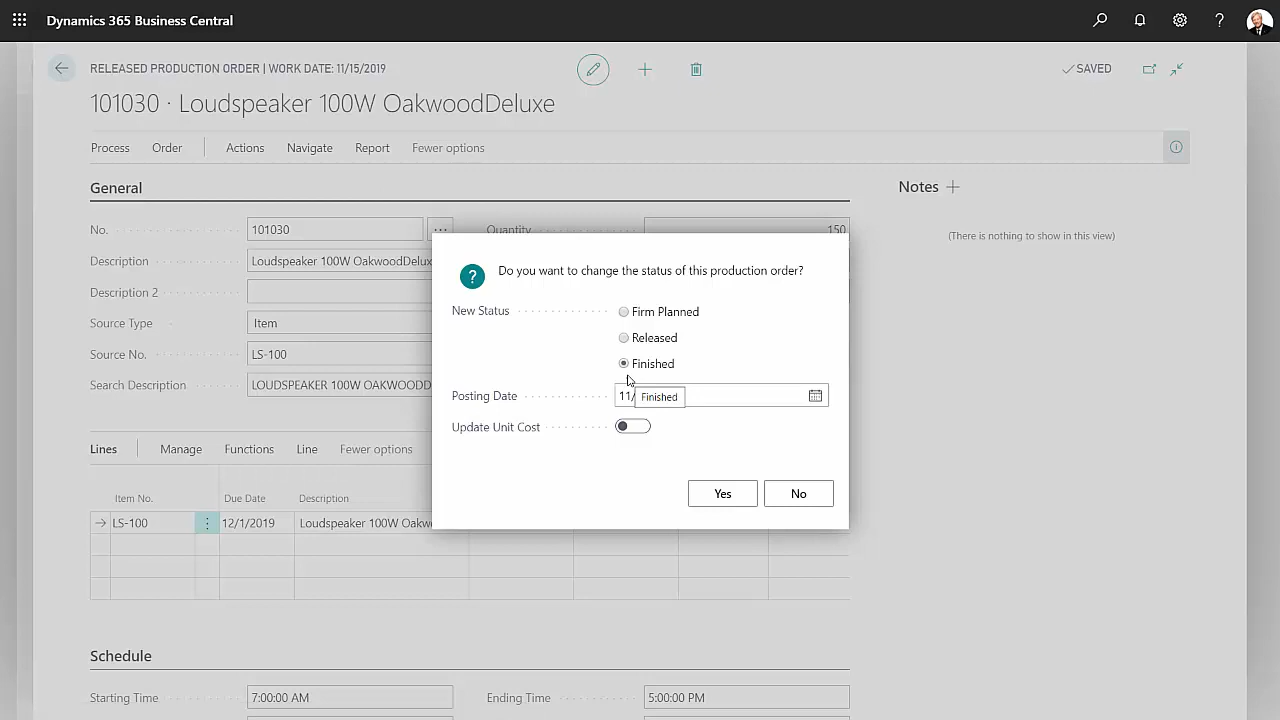 Dynamics 365 Business Central
RELEASED PRODUCTION ORDER | WORK DATE: 11/15/2019
SAVED
101030 · Loudspeaker 100W OakwoodDeluxe
Process Order Actions Navigate Report Fewer options
General
Notes
(There is nothing to show in this view)
No. 101030 ... Quantity 150
Description Loudspeaker 100W OakwoodDelux
Description 2
Source Type Item
Source No. LS-100
Search Description LOUDSPEAKER 100W OAKWOODD
? Do you want to change the status of this production order?
New Status Firm Planned
Released
Finished
Posting Date 11/ Finished
Update Unit Cost
Yes No
Lines Manage Functions Line Fewer options
Item No. Due Date Description
LS-100 12/1/2019 Loudspeaker 100W Oakw
Schedule
Starting Time 7:00:00 AM Ending Time 5:00:00 PM